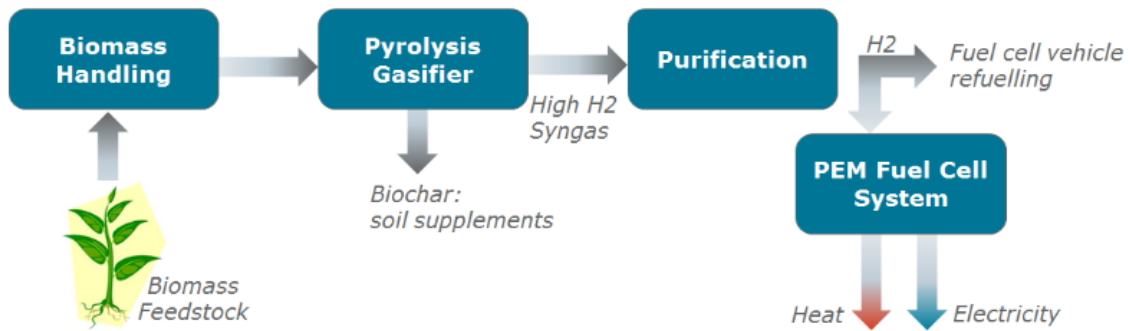 Biomass
Handling
Pyrolysis
Gasifier
Purification
H2
Fuel cell vehicle
refuelling
High H2
Syngas
PEM Fuel Cell
System
Biochar:
soil supplements
Biomass
Feedstock
Heat
Electricity